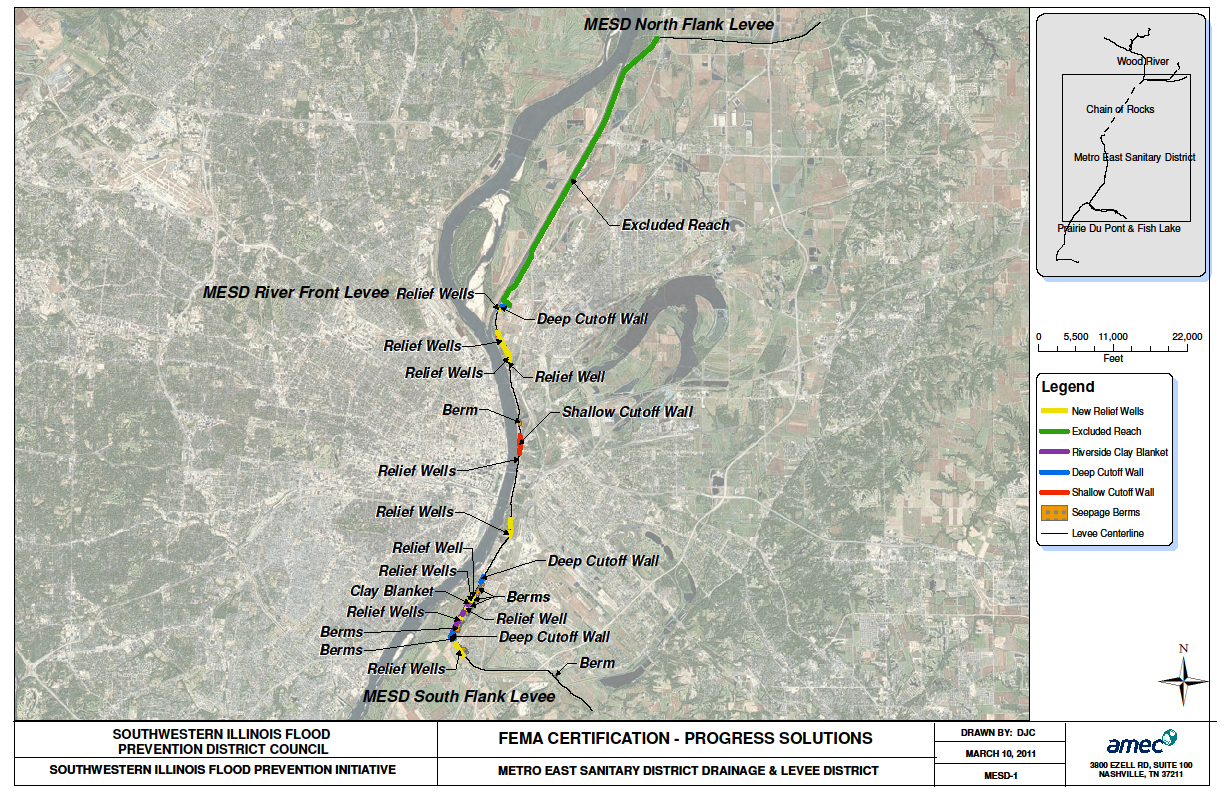 MESD North Flank Levee
Excluded Reach
MESD River Front Levee
Relief Wells
Deep Cutoff Wall
Relief Wells
Relief Wells
Relief Well
Berm
Shallow Cutoff Wall
Relief Wells
Relief Wells
Relief Well
Deep Cutoff Wall
Relief Wells
Clay Blanket
Berms
Relief Wells
Relief Well
Berms
Deep Cutoff Wall
Berms
Relief Wells
Berm
MESD South Flank Levee
Wood River
Chain of Rocks
Metro East Sanitary District
Prairie Du Pont & Fish Lake
0 5,500 11,000 22,000
Feet
Legend
New Relief Wells
Excluded Reach
Riverside Clay Blanket
Deep Cutoff Wall
Shallow Cutoff Wall
Seepage Berms
Levee Centerline
N
SOUTHWESTERN ILLINOIS FLOOD
PREVENTION DISTRICT COUNCIL
SOUTHWESTERN ILLINOIS FLOOD PREVENTION INITIATIVE
FEMA CERTIFICATION - PROGRESS SOLUTIONS
METRO EAST SANITARY DISTRICT DRAINAGE & LEVEE DISTRICT
DRAWN BY: DJC
MARCH 10, 2011
MESD-1
amec
3800 EZELL RD, SUITE 100
NASHVILLE, TN 37211